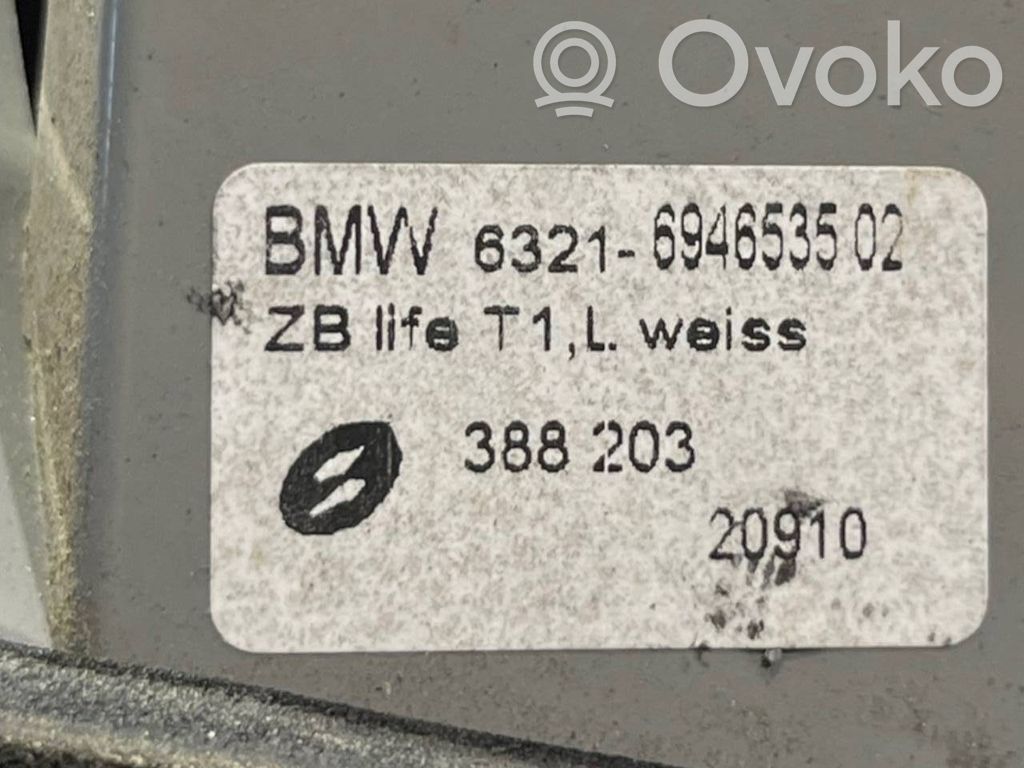 Ovoko
BMW 6321-6946535 02
ZB life T1,L. weiss
388 203
20910